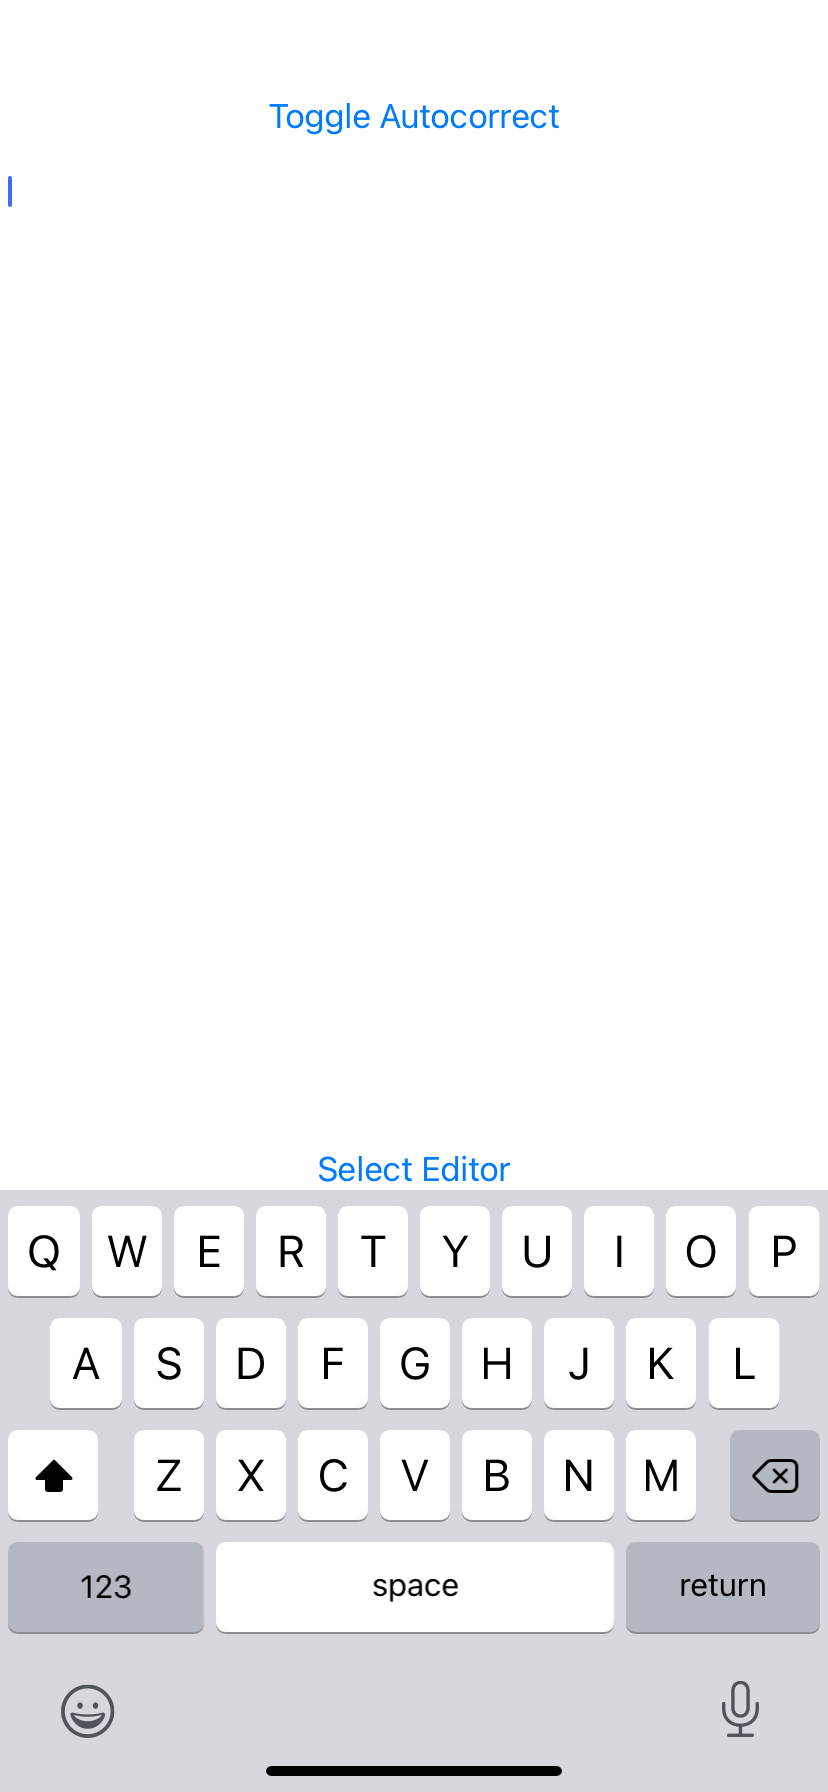 Toggle Autocorrect
Select Editor
Q W E R T Y U I O P
A S D F G H J K L
Z X C V B N M
123 space return